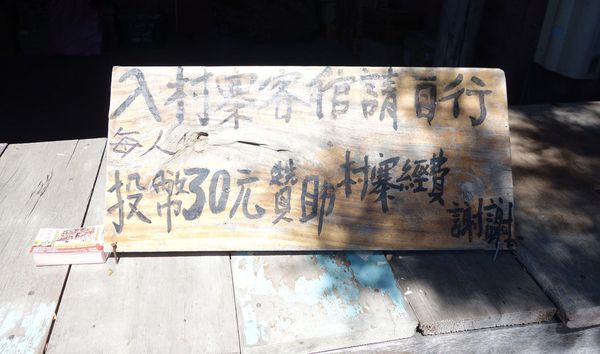 入村寨客倌請自行
每人
投幣30元贊助村寨經費
謝謝